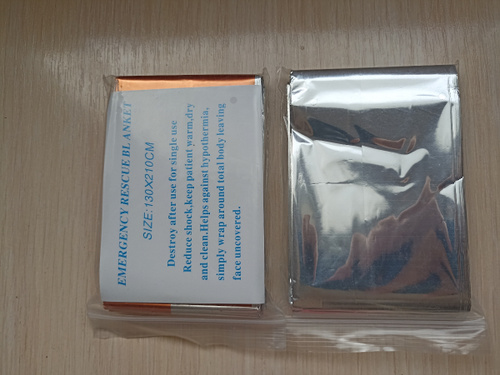 EMERGENCY RESCUE BLANKET
SIZE:130X210CM
Destroy after use for single use
Reduce shock,keep patient warm,dry
and clean.Helps against hypothermia,
simply wrap around total body leaving
face uncovered.